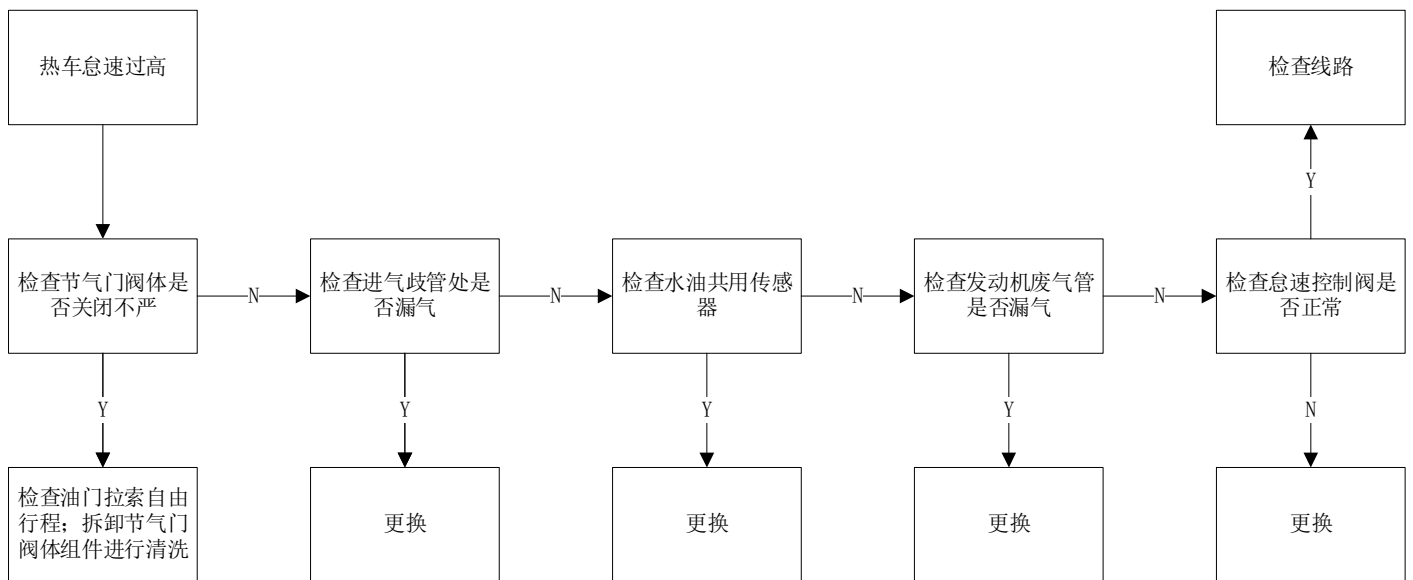 热车怠速过高
检查线路
Y
检查节气门阀体是
否关闭不严
N
检查进气歧管处是
否漏气
N
检查水油共用传感
器
N
检查发动机废气管
是否漏气
N
检查怠速控制阀是
否正常
Y
Y
Y
Y
N
检查油门拉索自由
行程；拆卸节气门
阀体组件进行清洗
更换
更换
更换
更换